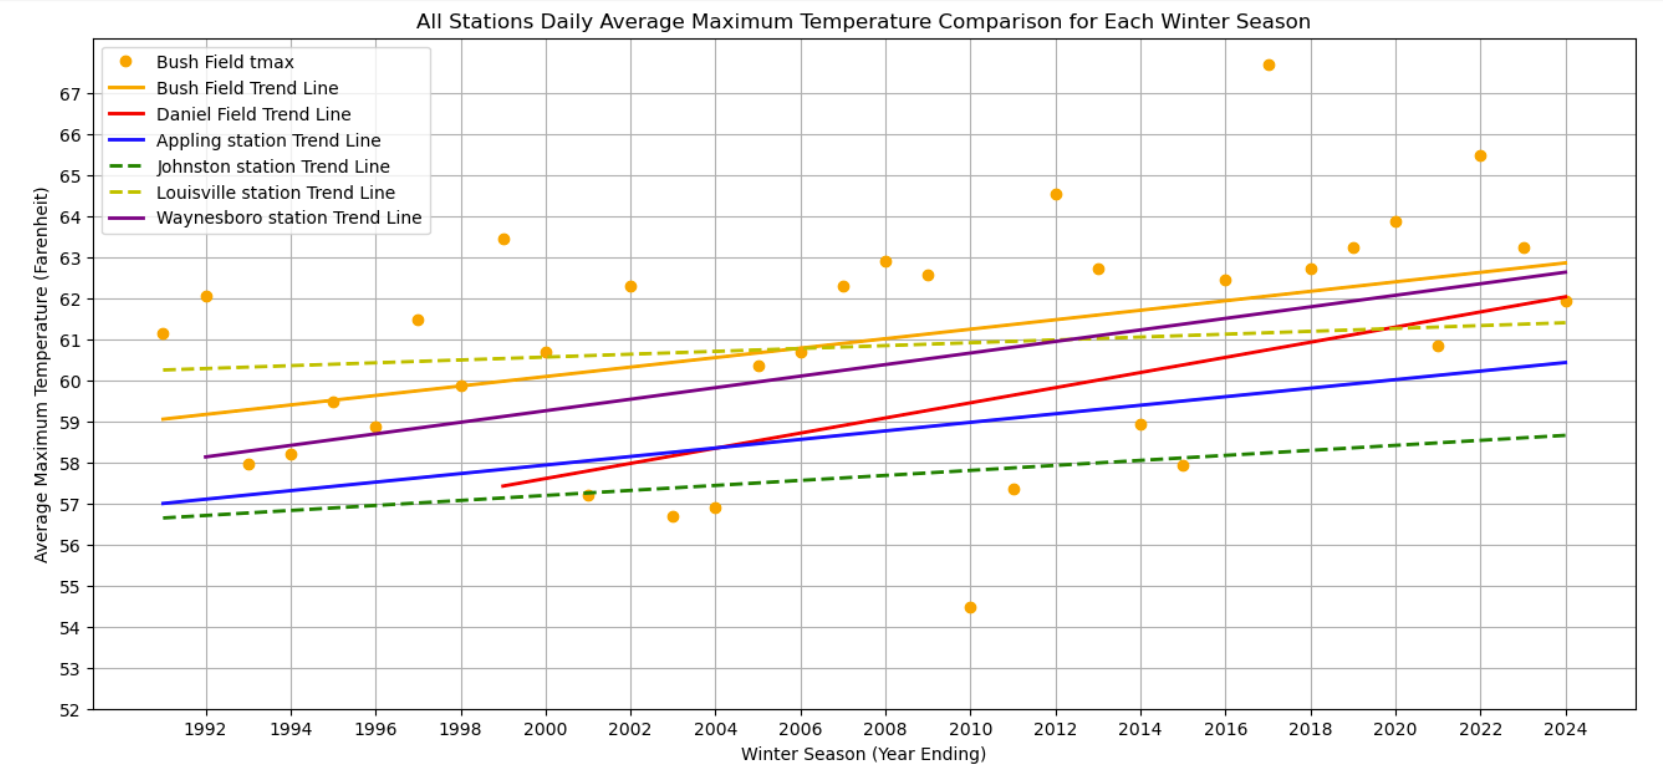 All Stations Daily Average Maximum Temperature Comparison for Each Winter Season
Bush Field tmax
Bush Field Trend Line
Daniel Field Trend Line
Appling station Trend Line
Johnston station Trend Line
Louisville station Trend Line
Waynesboro station Trend Line
Average Maximum Temperature (Farenheit)
67
66
65
64
63
62
61
60
59
58
57
56
55
54
53
52
1992 1994 1996 1998 2000 2002 2004 2006 2008 2010 2012 2014 2016 2018 2020 2022 2024
Winter Season (Year Ending)